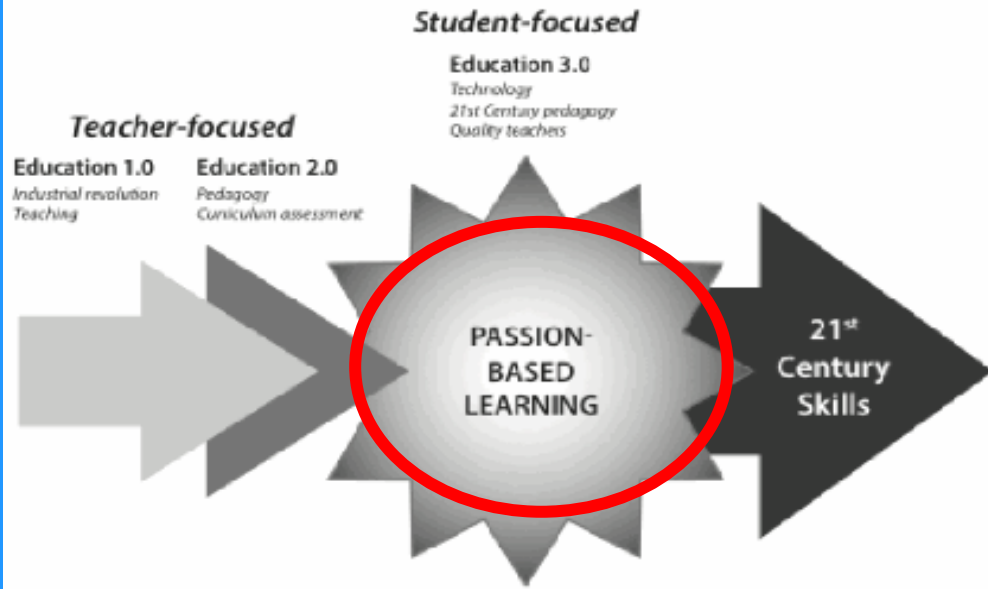 Student-focused
Education 3.0
Technology
21st Century pedagogy
Quality teachers
Teacher-focused
Education 1.0
Industrial revolution
Teaching
Education 2.0
Pedagogy
Curiculum assessment
PASSION-
BASED
LEARNING
21st
Century
Skills